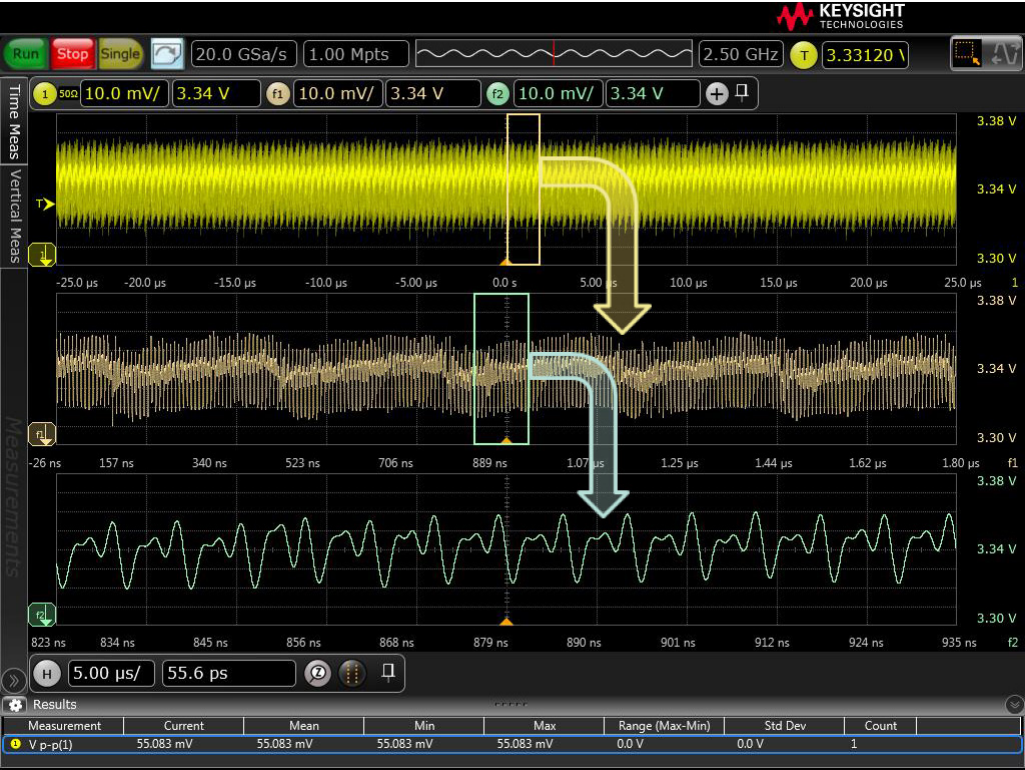 KEYSIGHT
TECHNOLOGIES
Run Stop Single 20.0 GSa/s 1.00 Mpts 2.50 GHz T 3.33120 V
1 50Ω 10.0 mV/ 3.34 V f1 10.0 mV/ 3.34 V f2 10.0 mV/ 3.34 V
Time Meas
Vertical Meas
Measurements
3.38 V
T 3.34 V
1 3.30 V
-25.0 µs -20.0 µs -15.0 µs -10.0 µs -5.00 µs 0.0 s 5.00 µs 10.0 µs 15.0 µs 20.0 µs 25.0 µs 1
3.38 V
3.34 V
f1 3.30 V
-26 ns 157 ns 340 ns 523 ns 706 ns 889 ns 1.07 µs 1.25 µs 1.44 µs 1.62 µs 1.80 µs f1
3.38 V
3.34 V
f2 3.30 V
823 ns 834 ns 845 ns 856 ns 868 ns 879 ns 890 ns 901 ns 912 ns 924 ns 935 ns f2
H 5.00 µs/ 55.6 ps Z
Results
Measurement Current Mean Min Max Range (Max-Min) Std Dev Count
1 V p-p(1) 55.083 mV 55.083 mV 55.083 mV 55.083 mV 0.0 V 0.0 V 1